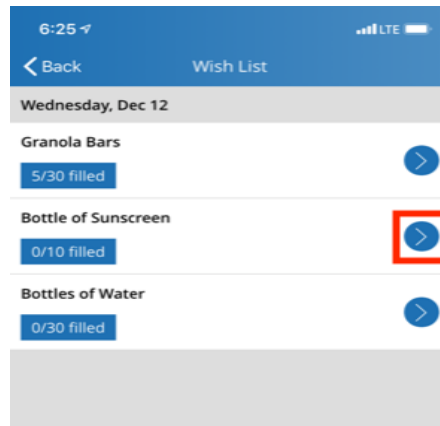 6:25
LTE
Back
Wish List
Wednesday, Dec 12
Granola Bars
5/30 filled
Bottle of Sunscreen
0/10 filled
Bottles of Water
0/30 filled